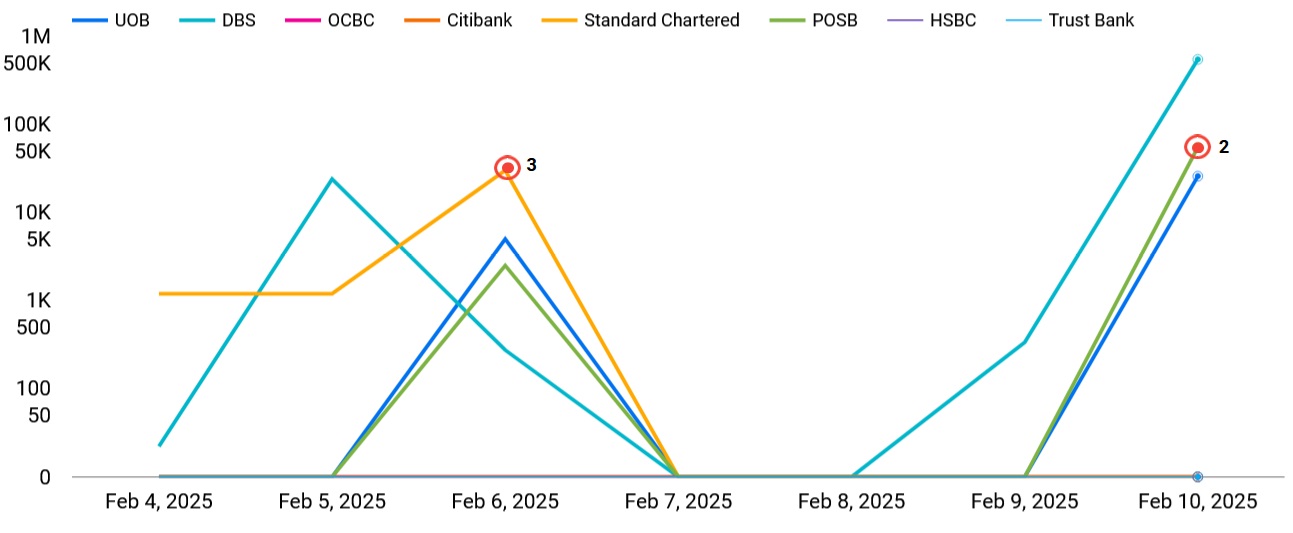 UOB DBS OCBC Citibank Standard Chartered POSB HSBC Trust Bank
1M
500K
100K
50K
10K
5K
1K
500
100
50
0
3
2
Feb 4, 2025 Feb 5, 2025 Feb 6, 2025 Feb 7, 2025 Feb 8, 2025 Feb 9, 2025 Feb 10, 2025